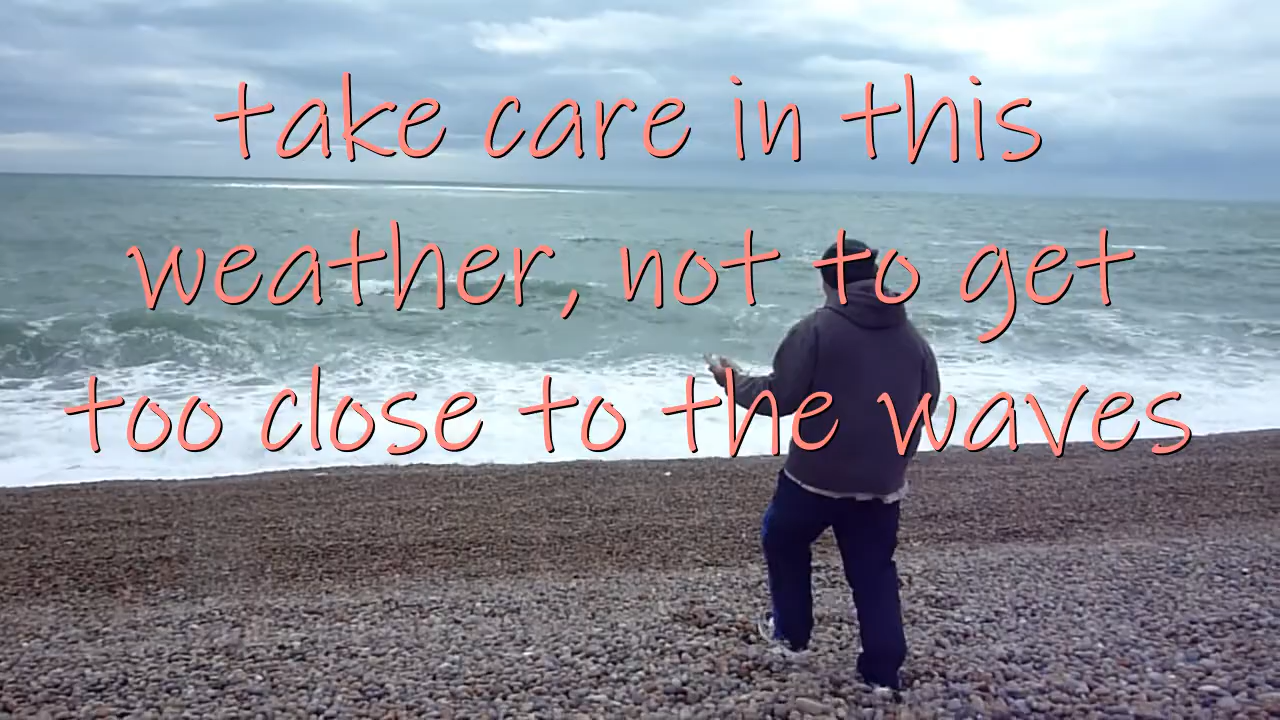 take care in this
weather, not to get
too close to the waves